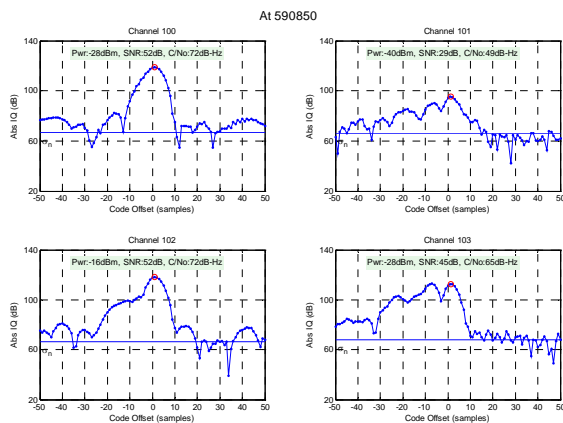 At 590850
Channel 100
Pwr:-28dBm, SNR:52dB, C/No:72dB-Hz
Abs IQ (dB)
140
100
60
20
σn
-50 -40 -30 -20 -10 0 10 20 30 40 50
Code Offset (samples)
Channel 101
Pwr:-40dBm, SNR:29dB, C/No:49dB-Hz
Abs IQ (dB)
140
100
60
20
σn
-50 -40 -30 -20 -10 0 10 20 30 40 50
Code Offset (samples)
Channel 102
Pwr:-16dBm, SNR:52dB, C/No:72dB-Hz
Abs IQ (dB)
140
100
60
20
σn
-50 -40 -30 -20 -10 0 10 20 30 40 50
Code Offset (samples)
Channel 103
Pwr:-28dBm, SNR:45dB, C/No:65dB-Hz
Abs IQ (dB)
140
100
60
20
σn
-50 -40 -30 -20 -10 0 10 20 30 40 50
Code Offset (samples)